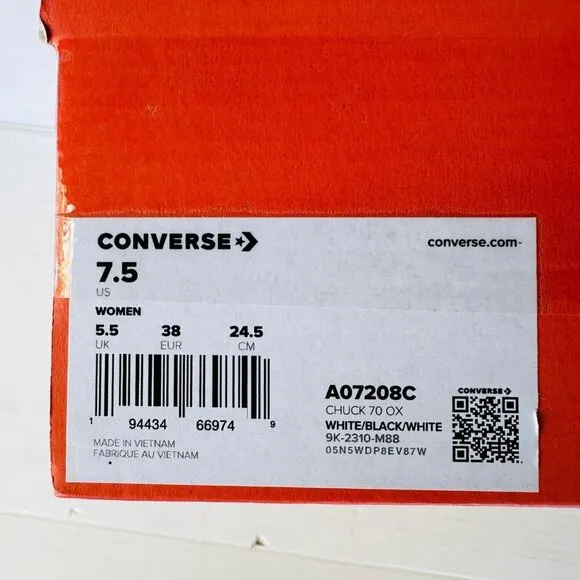 CONVERSE
converse.com
7.5
US
WOMEN
5.5 38 24.5
UK EUR CM
1 94434 66974 9
MADE IN VIETNAM
FABRIQUE AU VIETNAM
A07208C
CHUCK 70 OX
WHITE/BLACK/WHITE
9K-2310-M88
05N5WDP8EV87W
CONVERSE